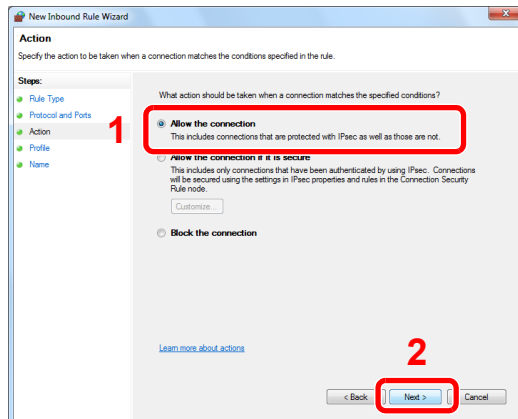 New Inbound Rule Wizard
Action
Specify the action to be taken when a connection matches the conditions specified in the rule.
Steps:
Rule Type
Protocol and Ports
Action
Profile
Name
What action should be taken when a connection matches the specified conditions?
1
Allow the connection
This includes connections that are protected with IPsec as well as those are not.
Allow the connection if it is secure
This includes only connections that have been authenticated by using IPsec. Connections
will be secured using the settings in IPsec properties and rules in the Connection Security
Rule node.
Customize...
Block the connection
Learn more about actions
2
< Back
Next >
Cancel